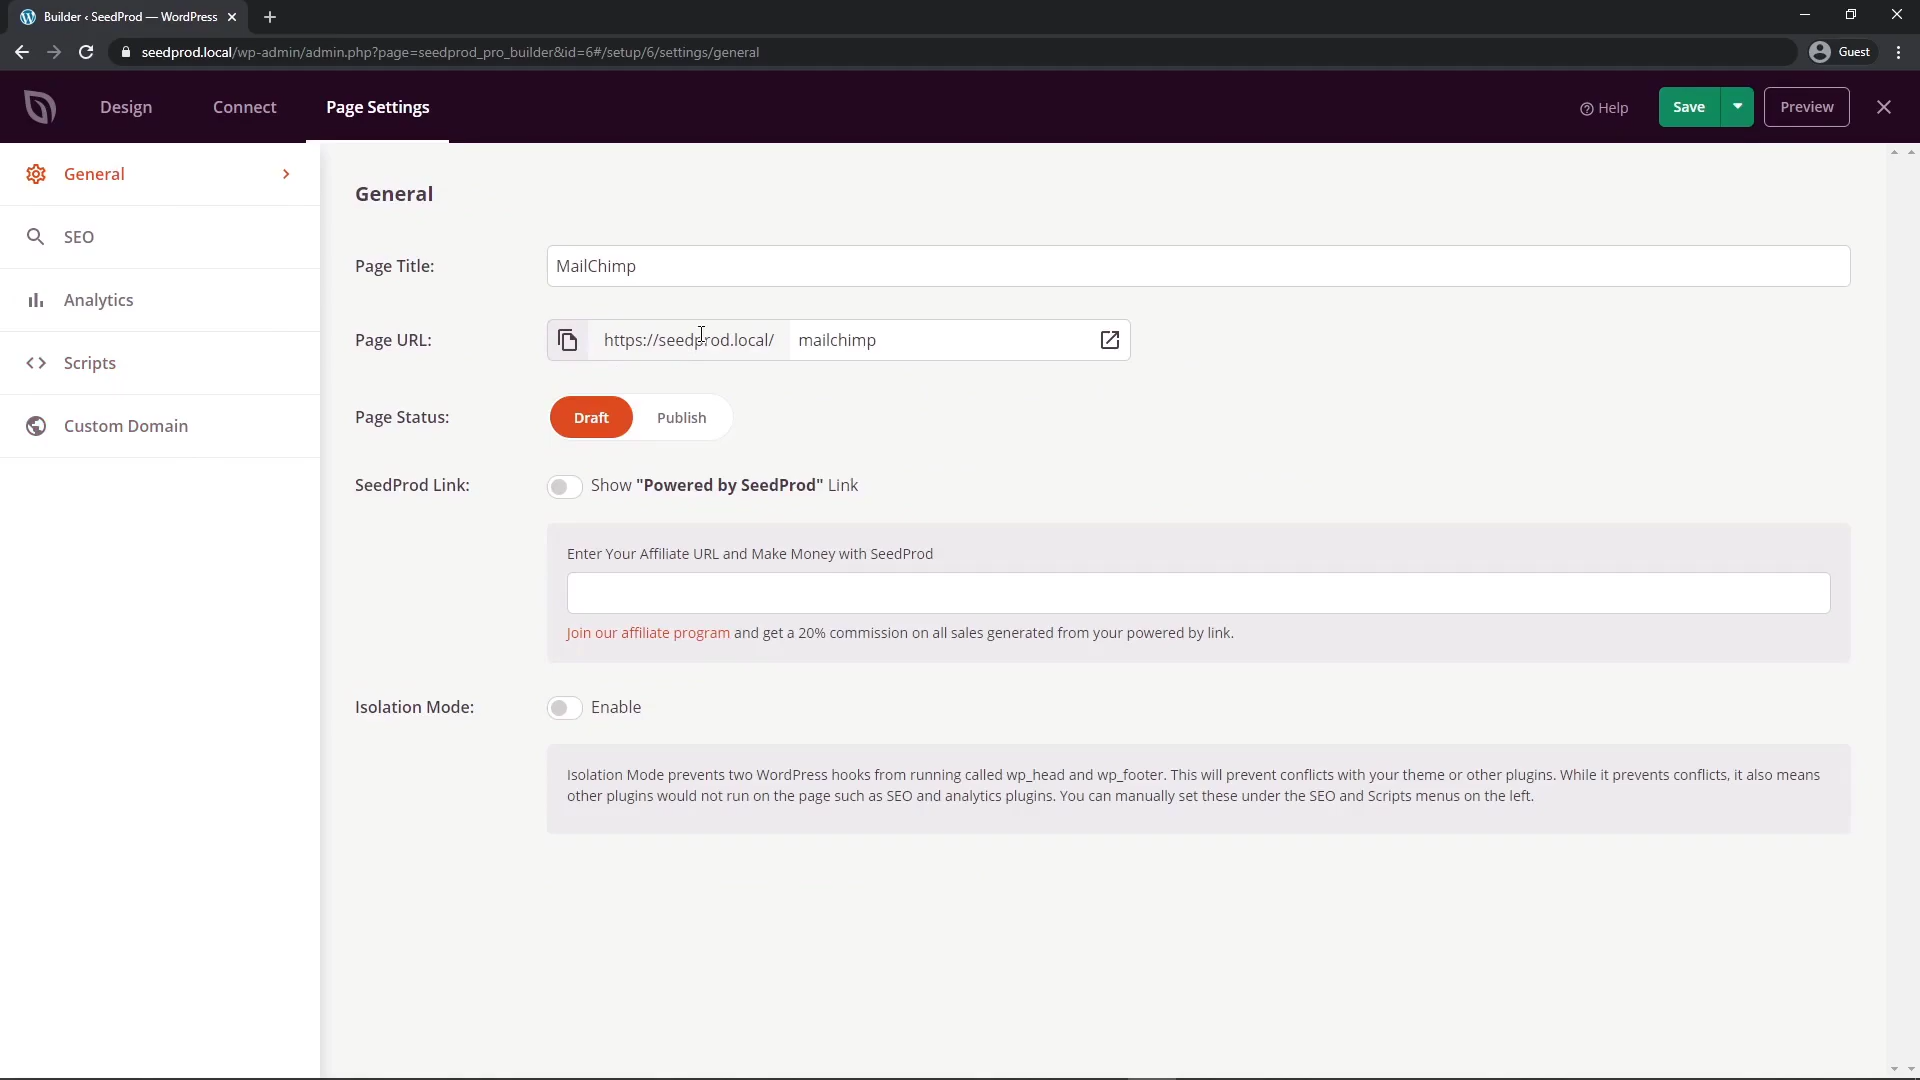 Builder ‹ SeedProd — WordPress
seedprod.local/wp-admin/admin.php?page=seedprod_pro_builder&id=6#/setup/6/settings/general
Guest
Design
Connect
Page Settings
Help
Save
Preview
General
SEO
Analytics
Scripts
Custom Domain
General
Page Title:
MailChimp
Page URL:
https://seedprod.local/
mailchimp
Page Status:
Draft
Publish
SeedProd Link:
Show "Powered by SeedProd" Link
Enter Your Affiliate URL and Make Money with SeedProd
Join our affiliate program and get a 20% commission on all sales generated from your powered by link.
Isolation Mode:
Enable
Isolation Mode prevents two WordPress hooks from running called wp_head and wp_footer. This will prevent conflicts with your theme or other plugins. While it prevents conflicts, it also means
other plugins would not run on the page such as SEO and analytics plugins. You can manually set these under the SEO and Scripts menus on the left.